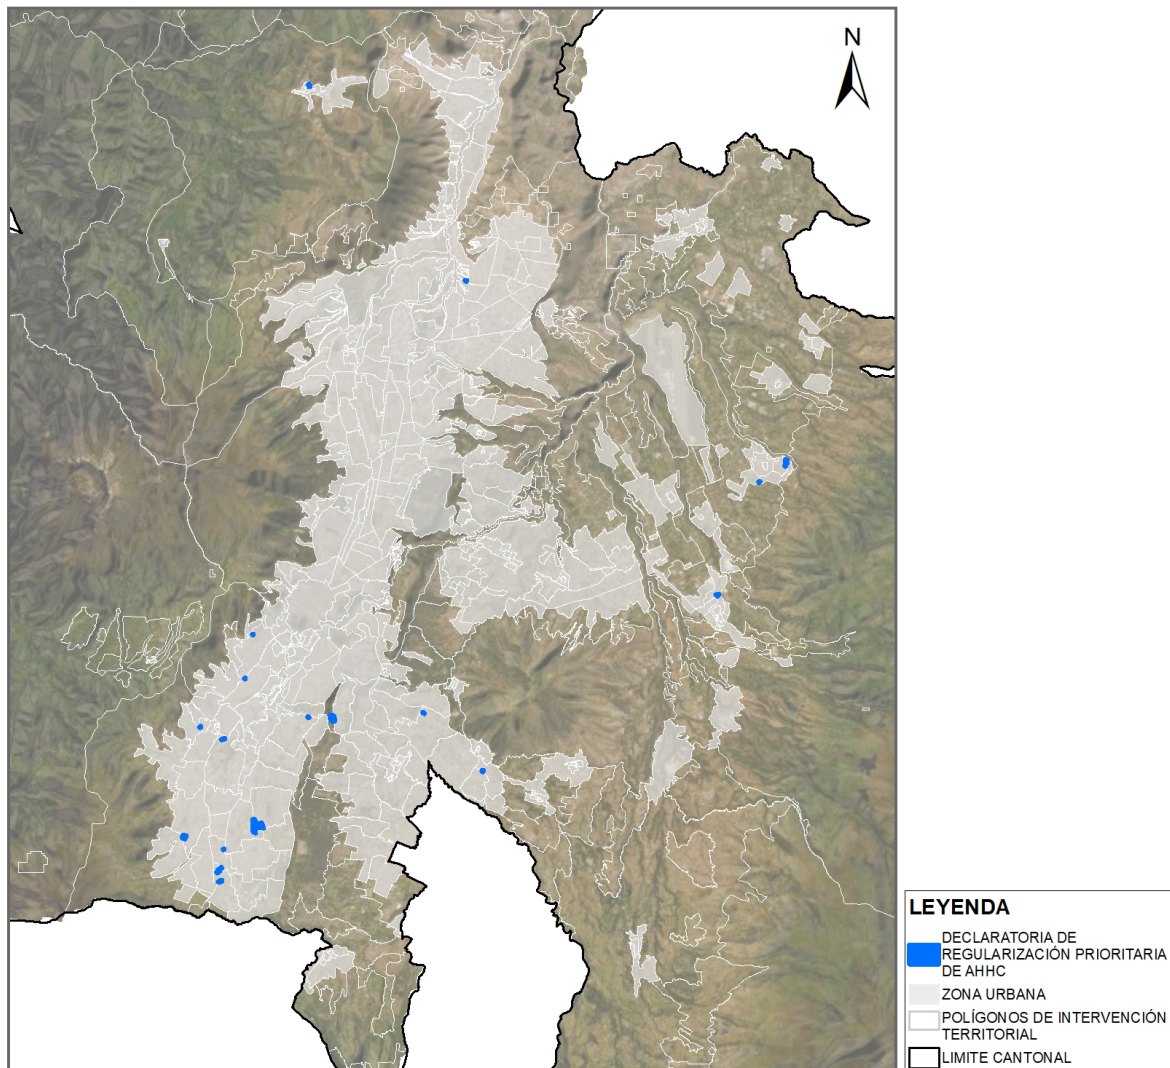 N
LEYENDA
DECLARATORIA DE
REGULARIZACIÓN PRIORITARIA
DE AHHC
ZONA URBANA
POLÍGONOS DE INTERVENCIÓN
TERRITORIAL
LIMITE CANTONAL